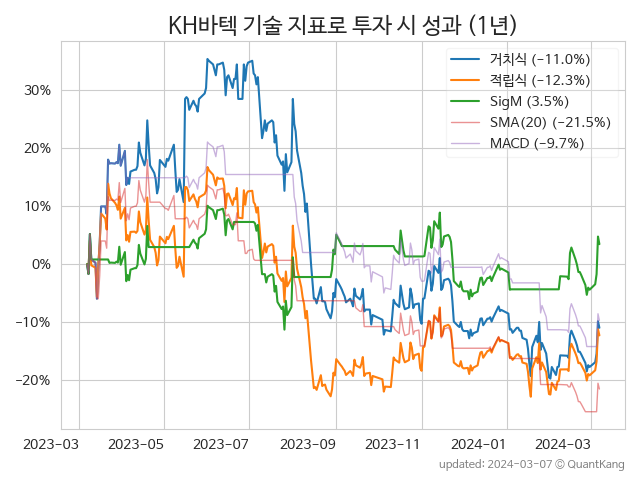 KH바텍 기술 지표로 투자 시 성과 (1년)
거치식 (−11.0%)
적립식 (−12.3%)
SigM (3.5%)
SMA(20) (−21.5%)
MACD (−9.7%)
30%
20%
10%
0%
−10%
−20%
2023-03 2023-05 2023-07 2023-09 2023-11 2024-01 2024-03
updated: 2024-03-07 © QuantKang